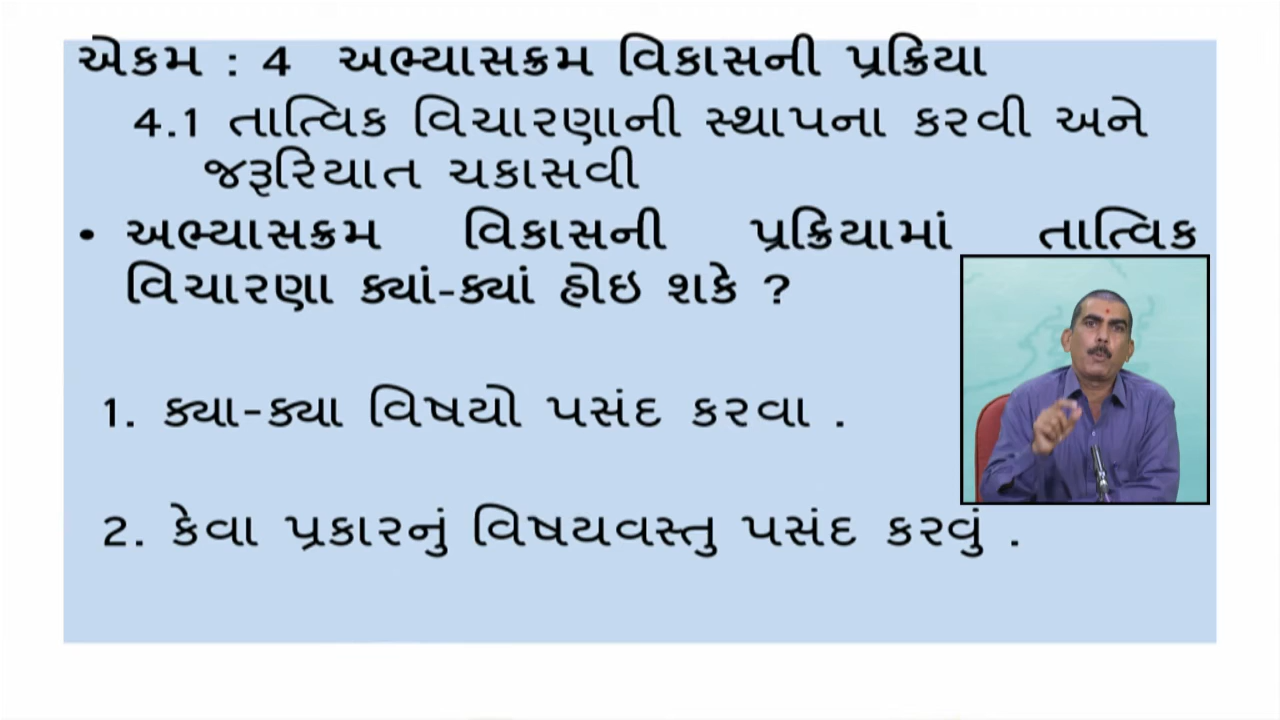 એકમ : 4 અભ્યાસક્રમ વિકાસની પ્રક્રિયા
4.1 તાત્ત્વિક વિચારણાની સ્થાપના કરવી અને
જરૂરિયાત ચકાસવી
• અભ્યાસક્રમ વિકાસની પ્રક્રિયામાં તાત્ત્વિક
વિચારણા ક્યાં-ક્યાં હોઇ શકે ?
1. ક્યા-ક્યા વિષયો પસંદ કરવા .
2. કેવા પ્રકારનું વિષયવસ્તુ પસંદ કરવું .